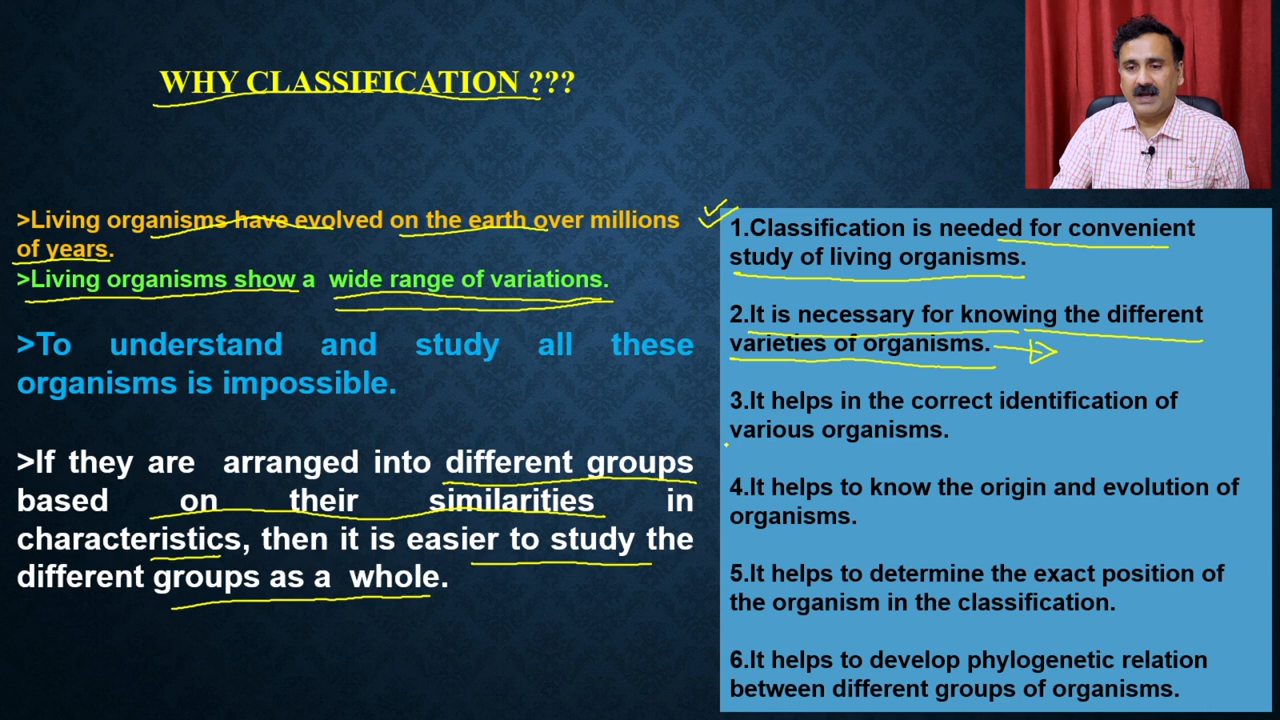 WHY CLASSIFICATION ???
>Living organisms have evolved on the earth over millions
of years.
>Living organisms show a wide range of variations.
>To understand and study all these
organisms is impossible.
>If they are arranged into different groups
based on their similarities in
characteristics, then it is easier to study the
different groups as a whole.
1.Classification is needed for convenient
study of living organisms.
2.It is necessary for knowing the different
varieties of organisms.
3.It helps in the correct identification of
various organisms.
4.It helps to know the origin and evolution of
organisms.
5.It helps to determine the exact position of
the organism in the classification.
6.It helps to develop phylogenetic relation
between different groups of organisms.